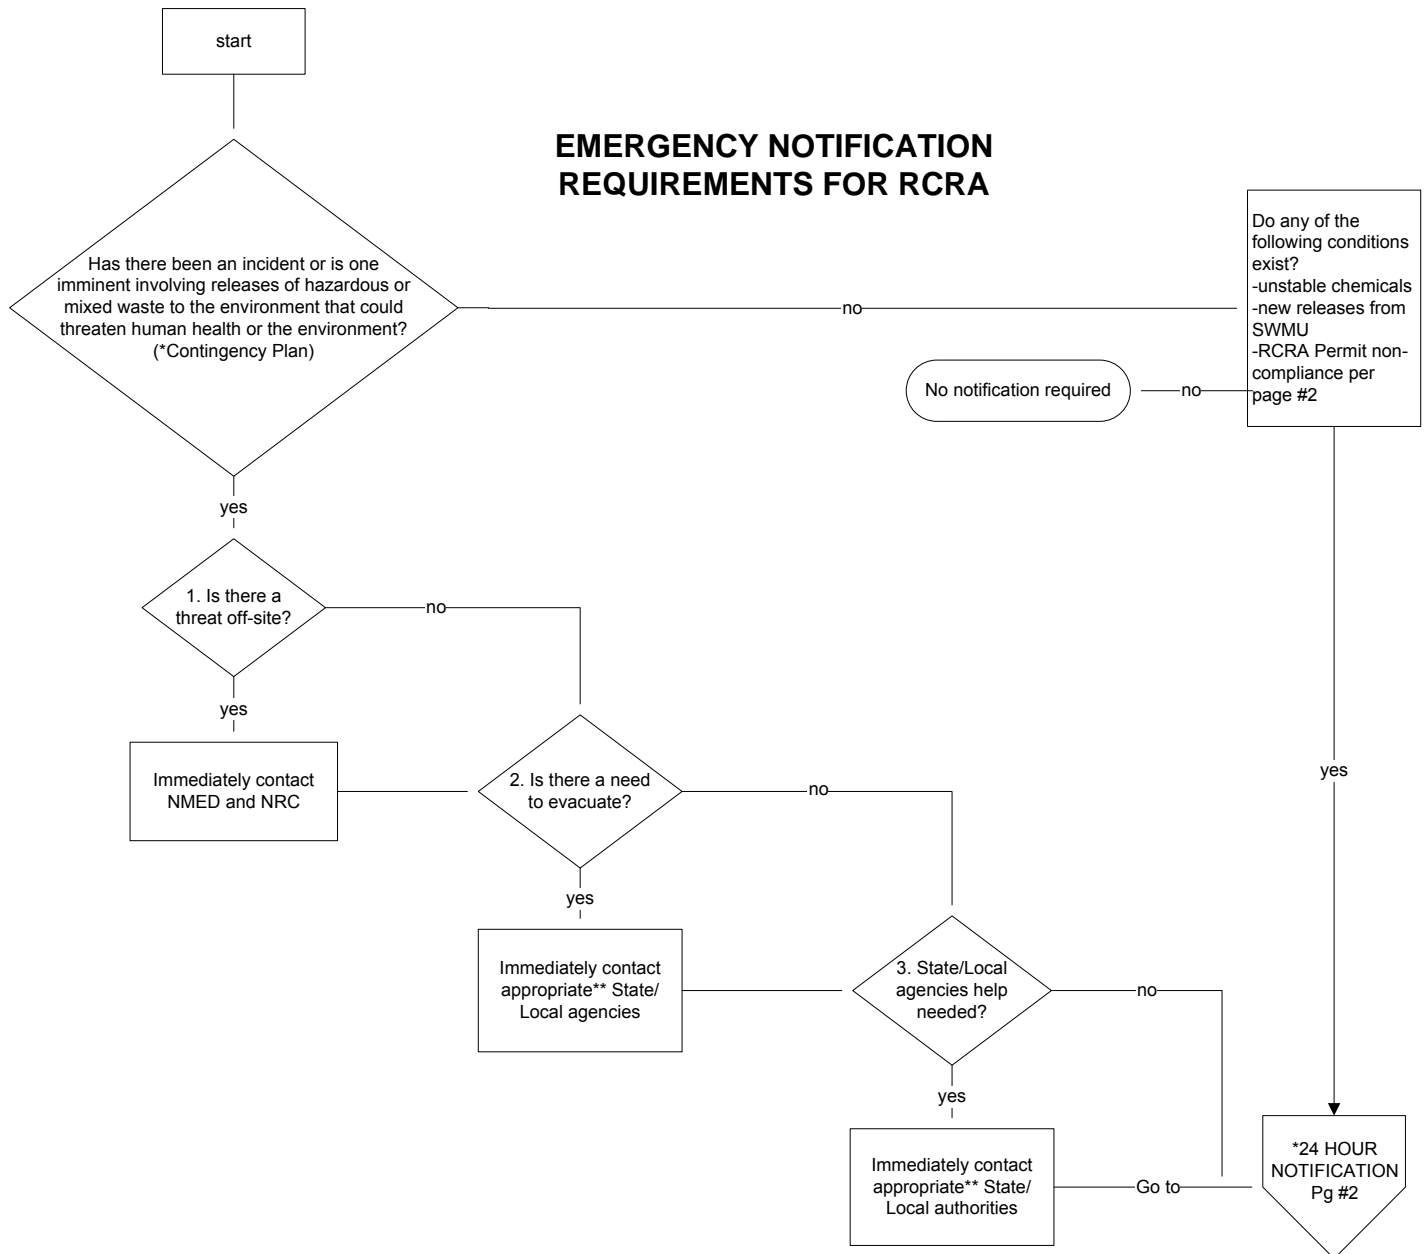 start
EMERGENCY NOTIFICATION
REQUIREMENTS FOR RCRA
Has there been an incident or is one
imminent involving releases of hazardous or
mixed waste to the environment that could
threaten human health or the environment?
(*Contingency Plan)
no
Do any of the
following conditions
exist?
-unstable chemicals
-new releases from
SWMU
-RCRA Permit non-
compliance per
page #2
no
No notification required
yes
1. Is there a
threat off-site?
no
yes
Immediately contact
NMED and NRC
2. Is there a need
to evacuate?
no
yes
yes
Immediately contact
appropriate** State/
Local agencies
3. State/Local
agencies help
needed?
no
yes
Immediately contact
appropriate** State/
Local authorities
Go to
*24 HOUR
NOTIFICATION
Pg #2